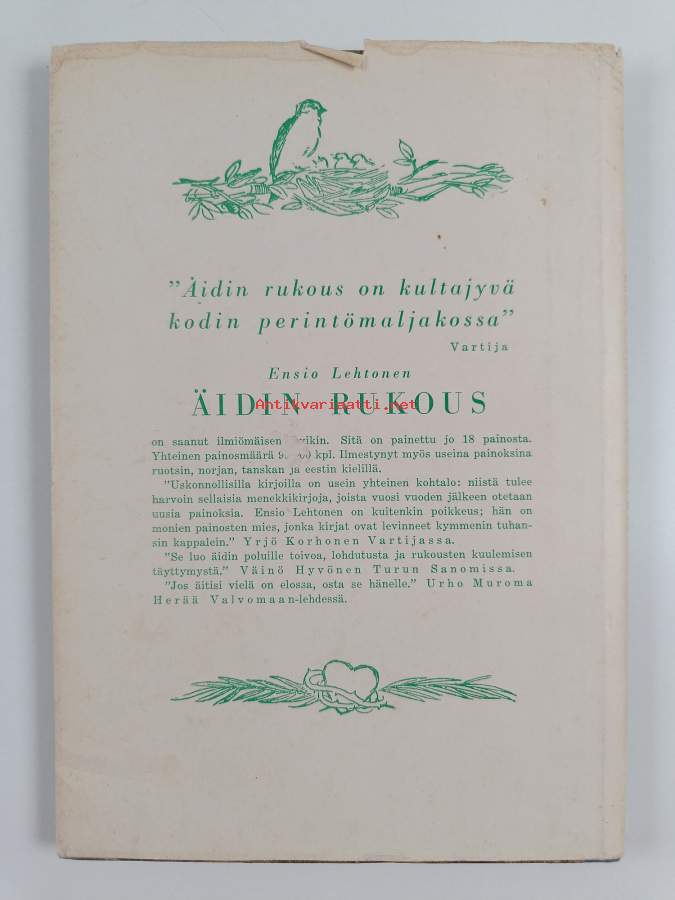 "Äidin rukous on kultajyvä
kodin perintömaljakossa"
Vartija
Ensio Lehtonen
ÄIDIN RUKOUS
Antikvariaatti.net
on saanut ilmiömäisen
Sitä on painettu jo 18 painosta.
Yhteinen painosmäärä kpl. Ilmestynyt myös useina painoksina
ruotsin, norjan, tanskan ja eestin kielillä.
"Uskonnollisilla kirjoilla on usein yhteinen kohtalo: niistä tulee
harvoin sellaisia menekkikirjoja, joista vuosi vuoden jälkeen otetaan
uusia painoksia. Ensio Lehtonen on kuitenkin poikkeus; hän on
monien painosten mies, jonka kirjat ovat levinneet kymmenin tuhan-
sin kappalein." Yrjö Korhonen Vartijassa.
"Se luo äidin poluille toivoa, lohdutusta ja rukousten kuulemisen
täyttymystä." Väinö Hyvönen Turun Sanomissa.
"Jos äitisi vielä on elossa, osta se hänelle." Urho Muroma
Herää Valvomaan-lehdessä.